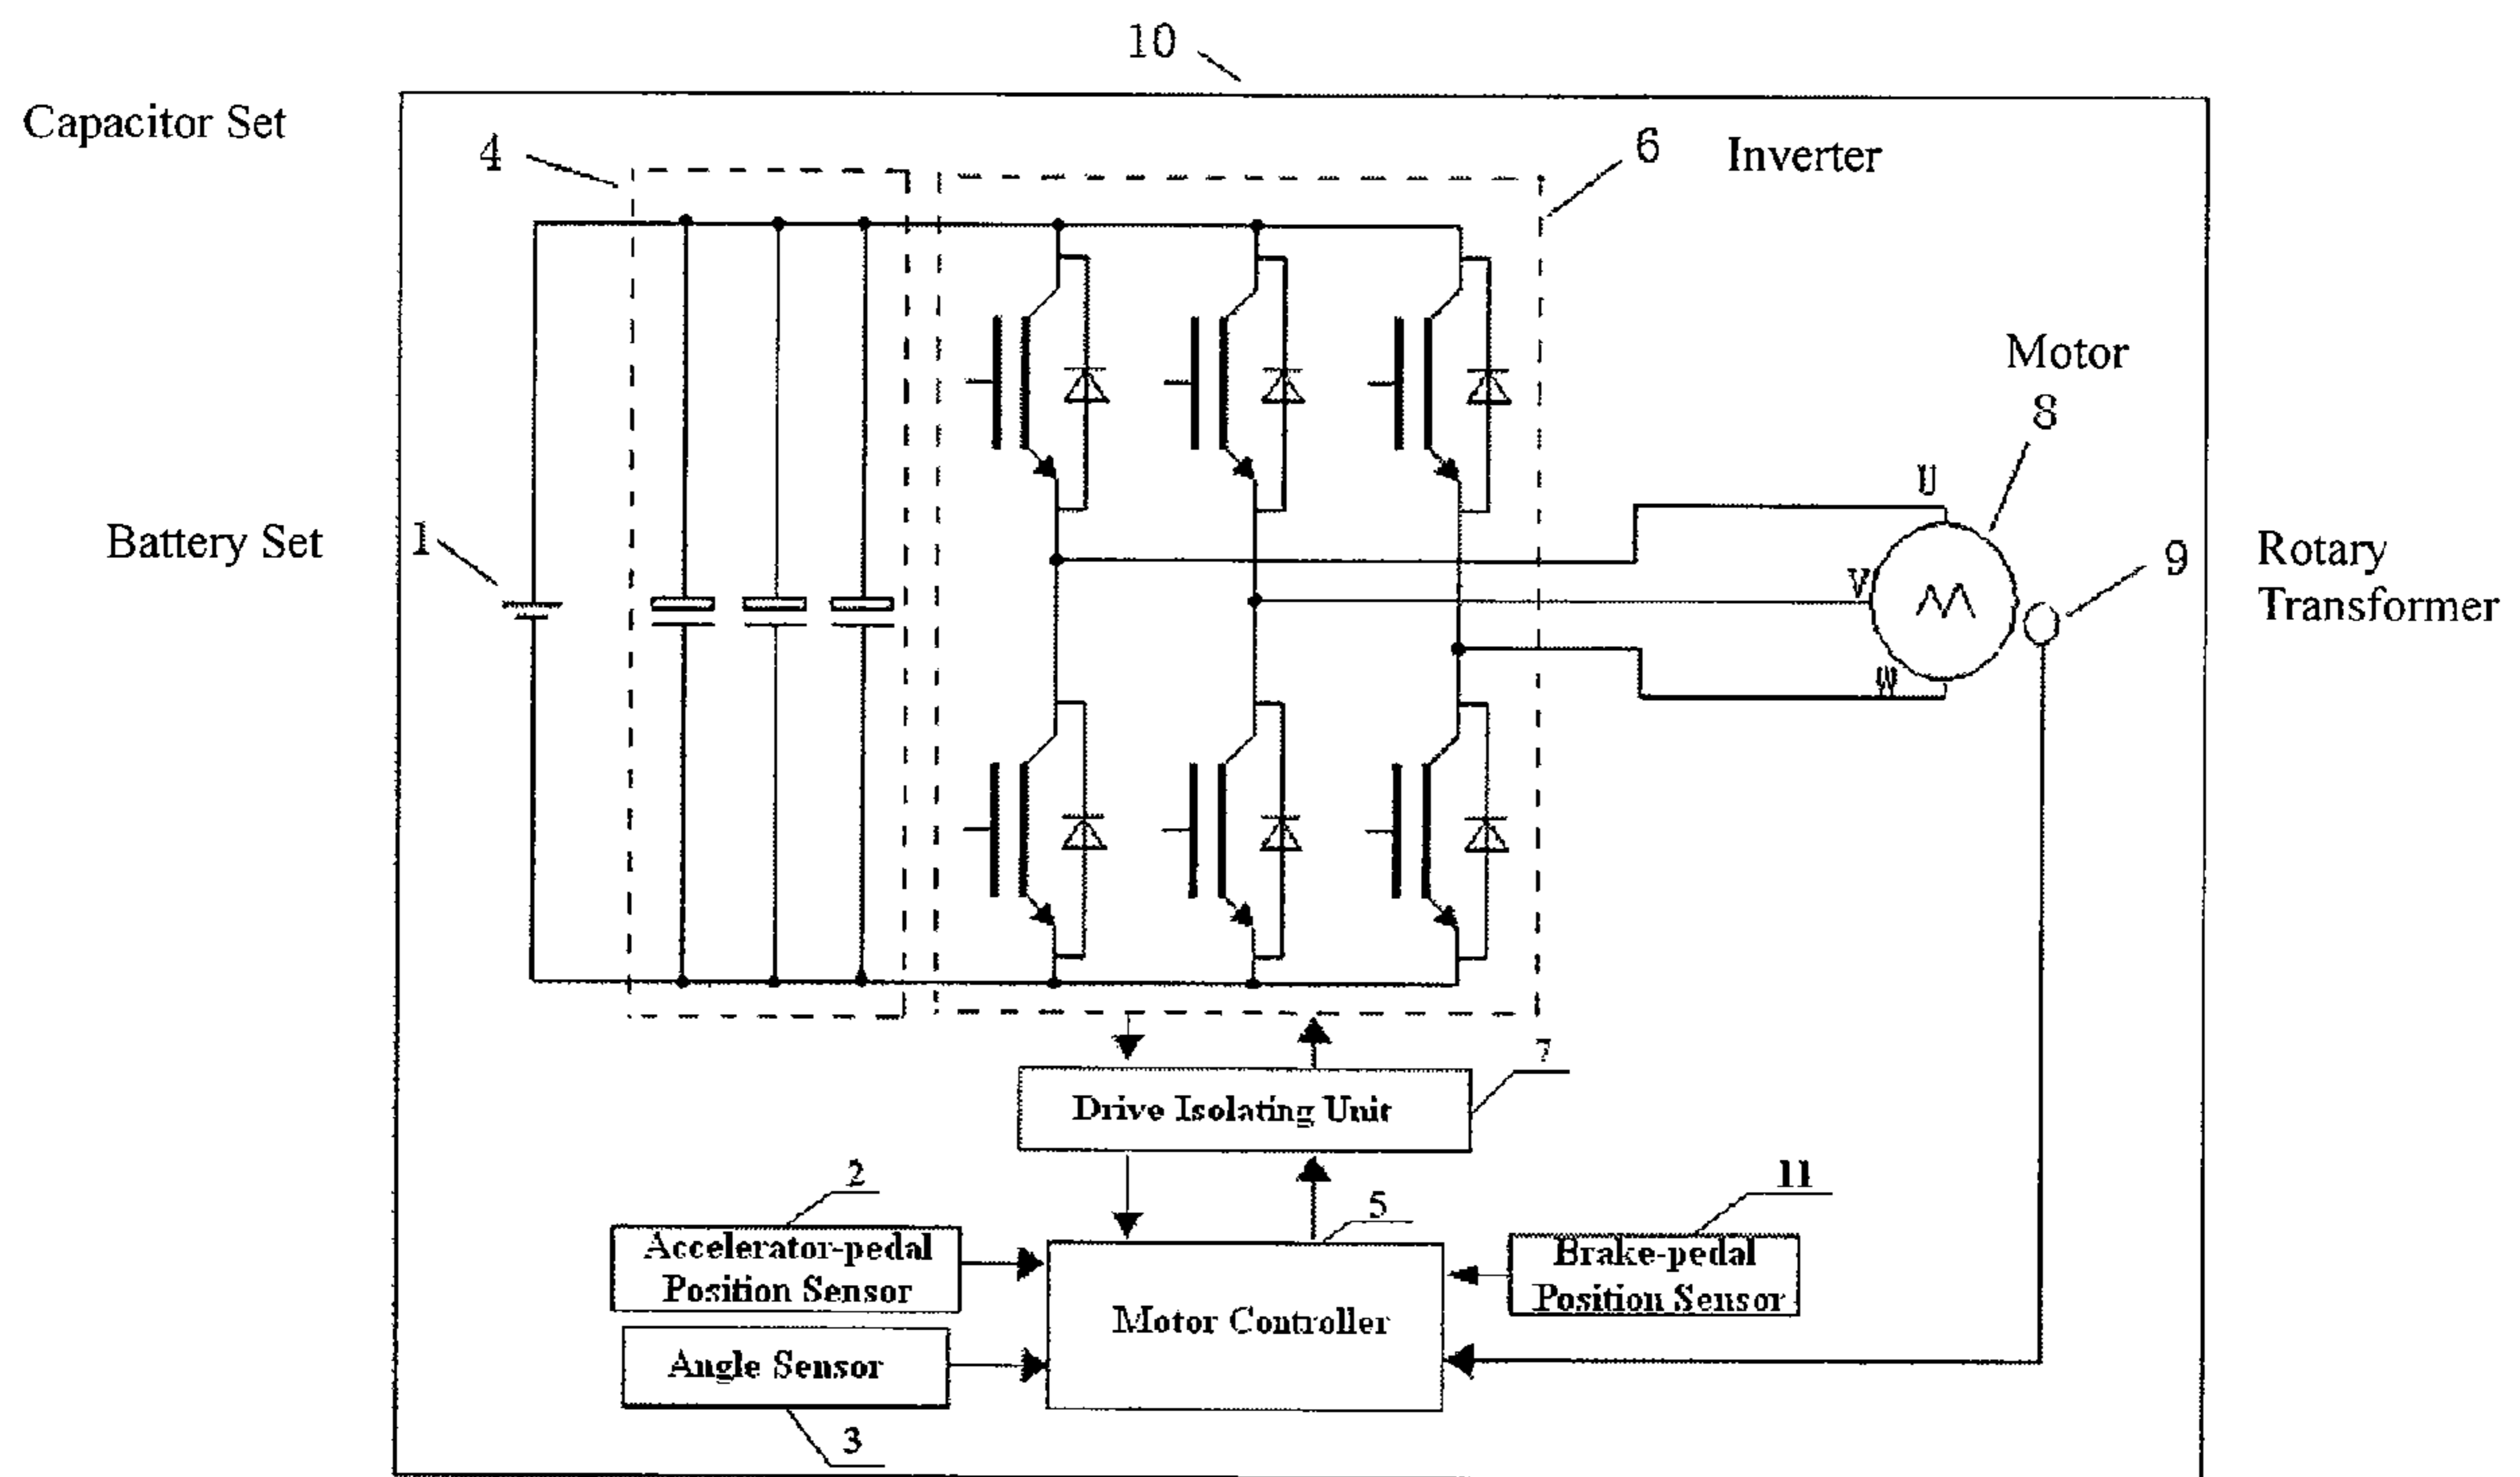 10
Capacitor Set
4
6
Inverter
Motor
8
U
Battery Set
1
V
9
Rotary
Transformer
W
7
Drive Isolating Unit
2
5
11
Accelerator-pedal
Position Sensor
Brake-pedal
Position Sensor
Motor Controller
Angle Sensor
3